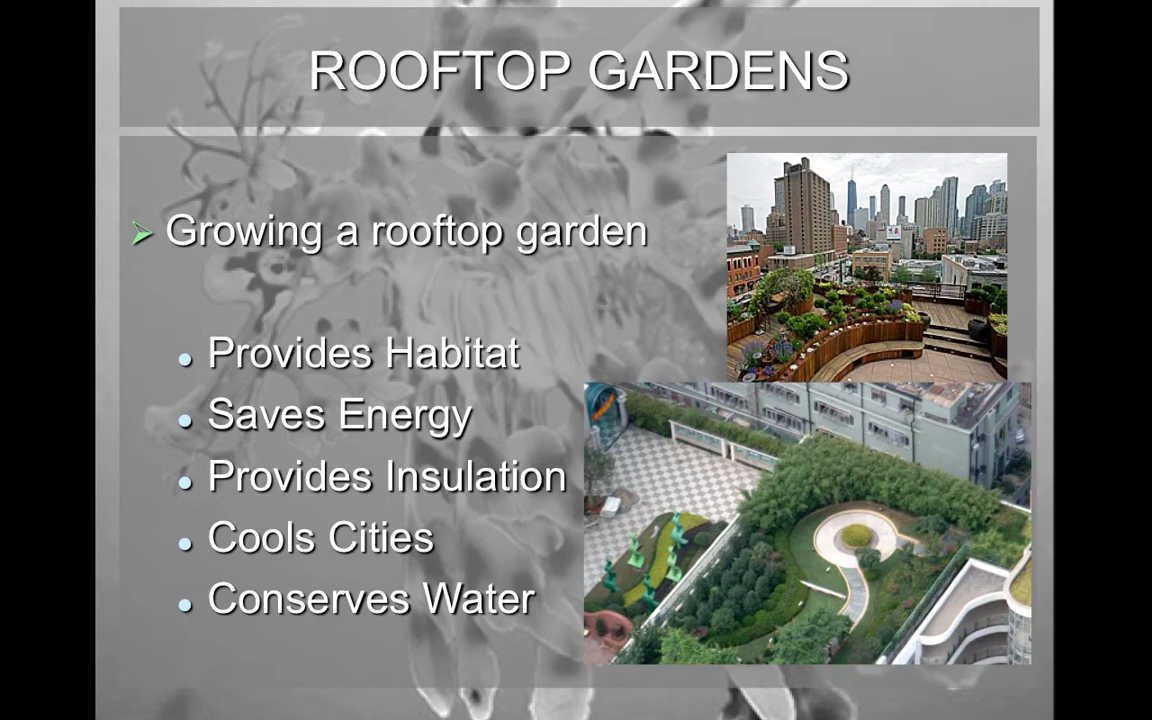 ROOFTOP GARDENS
Growing a rooftop garden
Provides Habitat
Saves Energy
Provides Insulation
Cools Cities
Conserves Water